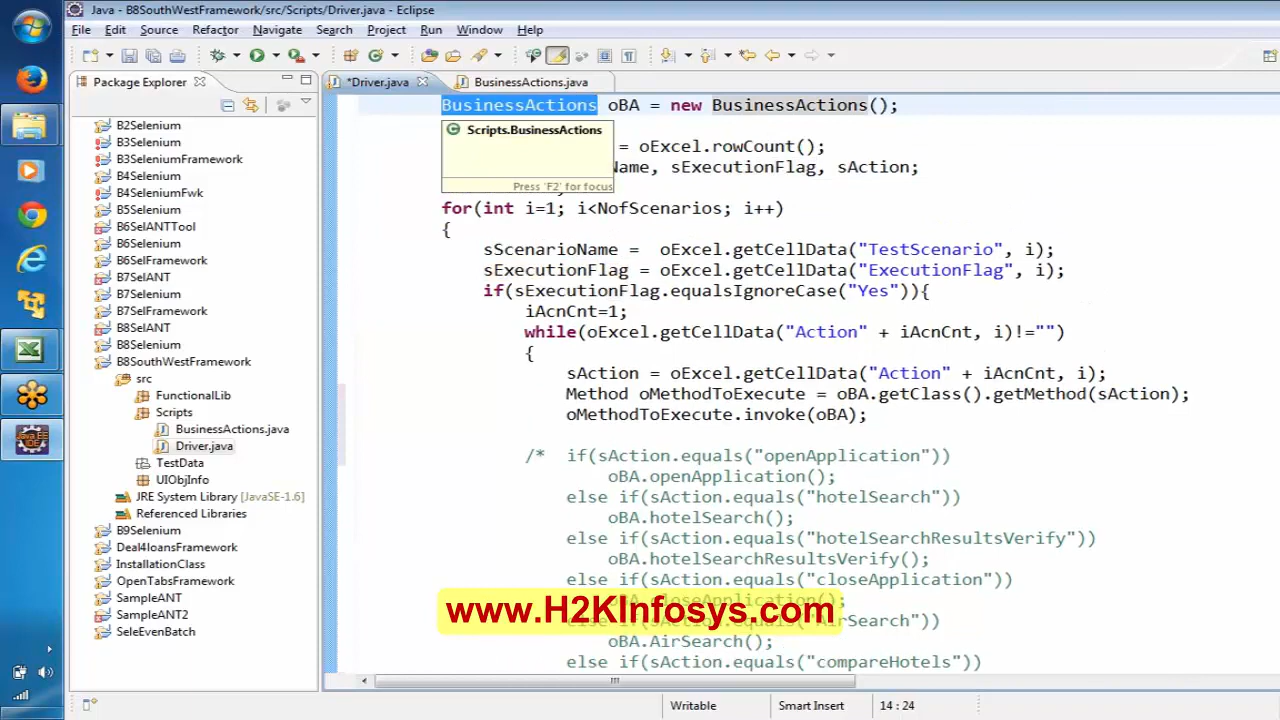 Java - B8SouthWestFramework/src/Scripts/Driver.java - Eclipse
File Edit Source Refactor Navigate Search Project Run Window Help
Package Explorer
*Driver.java
BusinessActions.java
B2Selenium
B3Selenium
B3SeleniumFramework
B4Selenium
B4SeleniumFwk
B5Selenium
B6SelANTTool
B6Selenium
B6SelFramework
B7SelANT
B7Selenium
B7SelFramework
B8SelANT
B8Selenium
B8SouthWestFramework
src
FunctionalLib
Scripts
BusinessActions.java
Driver.java
TestData
UIObjInfo
JRE System Library [JavaSE-1.6]
Referenced Libraries
B9Selenium
Deal4loansFramework
InstallationClass
OpenTabsFramework
SampleANT
SampleANT2
SeleEvenBatch
BusinessActions oBA = new BusinessActions();
Scripts.BusinessActions
Press 'F2' for focus
= oExcel.rowCount();
Name, sExecutionFlag, sAction;
for(int i=1; i<NofScenarios; i++)
{
sScenarioName = oExcel.getCellData("TestScenario", i);
sExecutionFlag = oExcel.getCellData("ExecutionFlag", i);
if(sExecutionFlag.equalsIgnoreCase("Yes")){
iAcnCnt=1;
while(oExcel.getCellData("Action" + iAcnCnt, i)!="")
{
sAction = oExcel.getCellData("Action" + iAcnCnt, i);
Method oMethodToExecute = oBA.getClass().getMethod(sAction);
oMethodToExecute.invoke(oBA);
/* if(sAction.equals("openApplication"))
oBA.openApplication();
else if(sAction.equals("hotelSearch"))
oBA.hotelSearch();
else if(sAction.equals("hotelSearchResultsVerify"))
oBA.hotelSearchResultsVerify();
else if(sAction.equals("closeApplication"))
oBA.closeApplication();
else if(sAction.equals("AirSearch"))
oBA.AirSearch();
else if(sAction.equals("compareHotels"))
www.H2KInfosys.com
Writable
Smart Insert
14 : 24